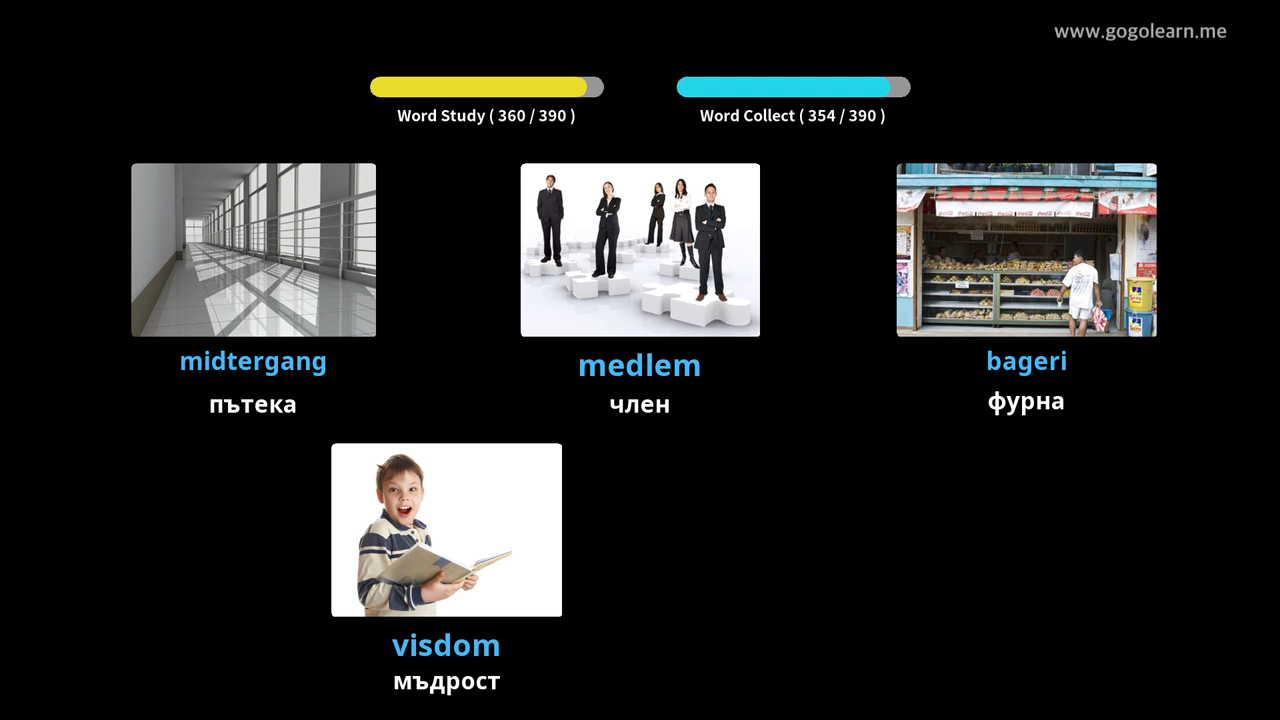 www.gogolearn.me
Word Study ( 360 / 390 )
Word Collect ( 354 / 390 )
midtergang
medlem
bageri
пътека
член
фурна
visdom
мъдрост